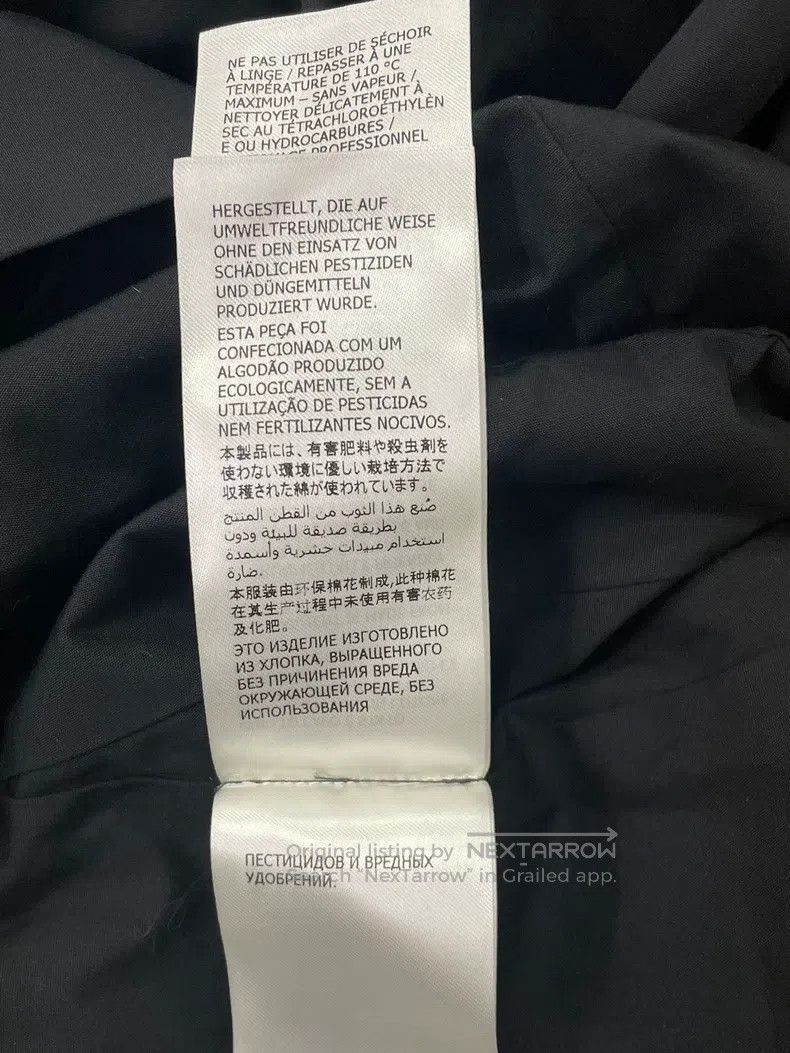 NE PAS UTILISER DE SÉCHOIR
À LINGE / REPASSER À UNE
TEMPÉRATURE DE 110 °C
MAXIMUM – SANS VAPEUR /
NETTOYER DÉLICATEMENT À
SEC AU TÉTRACHLOROÉTHYLÈN
E OU HYDROCARBURES /
PROFESSIONNEL
HERGESTELLT, DIE AUF
UMWELTFREUNDLICHE WEISE
OHNE DEN EINSATZ VON
SCHÄDLICHEN PESTIZIDEN
UND DÜNGEMITTELN
PRODUZIERT WURDE.
ESTA PEÇA FOI
CONFECIONADA COM UM
ALGODÃO PRODUZIDO
ECOLOGICAMENTE, SEM A
UTILIZAÇÃO DE PESTICIDAS
NEM FERTILIZANTES NOCIVOS.
本製品には、有害肥料や殺虫剤を
使わない環境に優しい栽培方法で
収穫された綿が使われています。
صُنع هذا الثوب من القطن المنتج
بطريقة صديقة للبيئة ودون
استخدام مبيدات حشرية وأسمدة
ضارة.
本服装由环保棉花制成,此种棉花
在其生产过程中未使用有害农药
及化肥。
ЭТО ИЗДЕЛИЕ ИЗГОТОВЛЕНО
ИЗ ХЛОПКА, ВЫРАЩЕННОГО
БЕЗ ПРИЧИНЕНИЯ ВРЕДА
ОКРУЖАЮЩЕЙ СРЕДЕ, БЕЗ
ИСПОЛЬЗОВАНИЯ
Original listing by NEXTARROW
ПЕСТИЦИДОВ И ВРЕДНЫХ
Search "NexTarrow" in Grailed app.
УДОБРЕНИЙ.